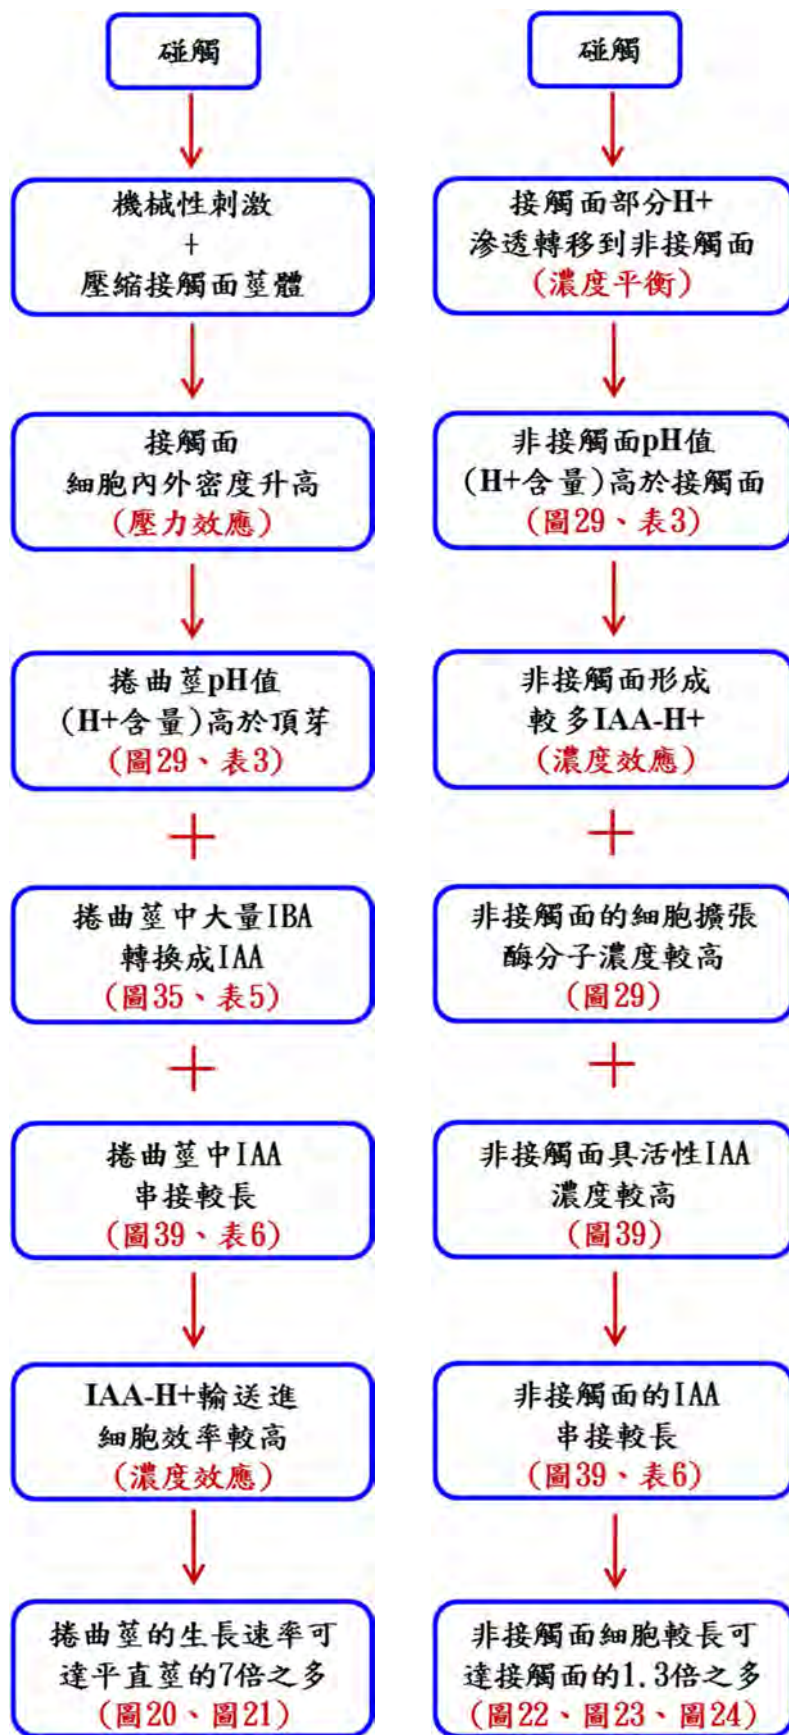 碰觸
機械性刺激
+
壓縮接觸面莖體
接觸面
細胞內外密度升高
(壓力效應)
捲曲莖pH值
(H+含量)高於頂芽
(圖29、表3)
+
捲曲莖中大量IBA
轉換成IAA
(圖35、表5)
+
捲曲莖中IAA
串接較長
(圖39、表6)
IAA-H+輸送進
細胞效率較高
(濃度效應)
捲曲莖的生長速率可
達平直莖的7倍之多
(圖20、圖21)
碰觸
接觸面部分H+
滲透轉移到非接觸面
(濃度平衡)
非接觸面pH值
(H+含量)高於接觸面
(圖29、表3)
非接觸面形成
較多IAA-H+
(濃度效應)
+
非接觸面的細胞擴張
酶分子濃度較高
(圖29)
+
非接觸面具活性IAA
濃度較高
(圖39)
非接觸面的IAA
串接較長
(圖39、表6)
非接觸面細胞較長可
達接觸面的1.3倍之多
(圖22、圖23、圖24)